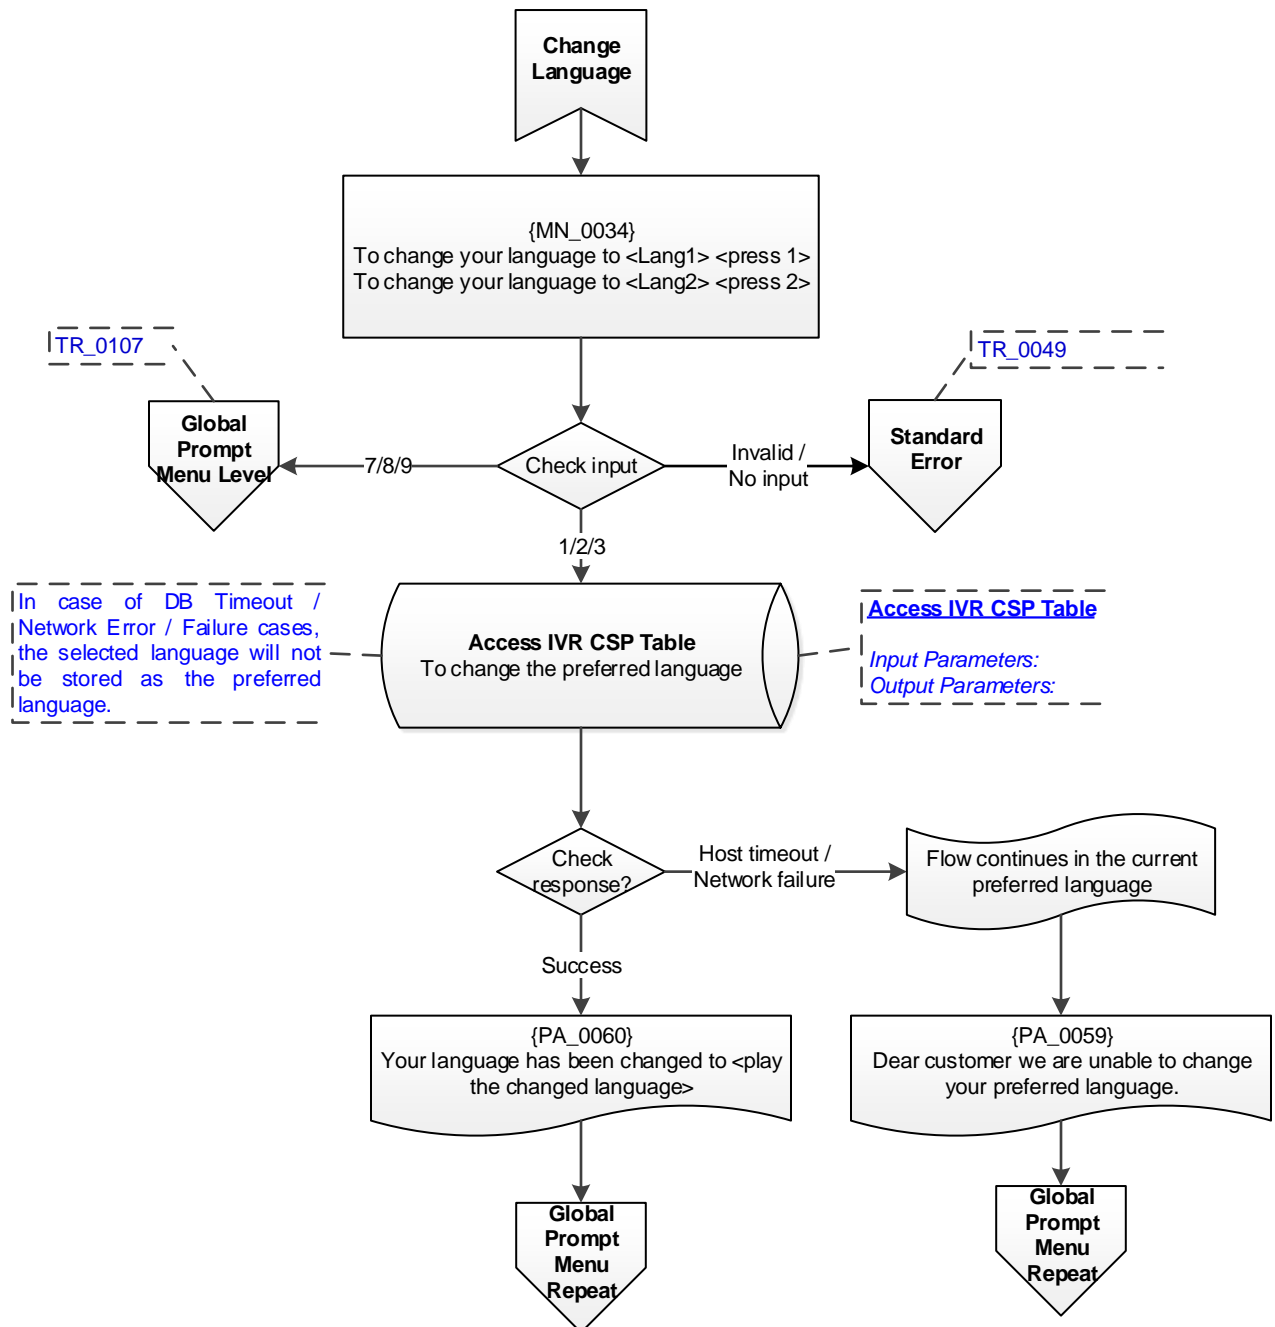 Change
Language
{MN_0034}
To change your language to <Lang1> <press 1>
To change your language to <Lang2> <press 2>
TR_0107
TR_0049
Global
Prompt
Menu Level
7/8/9
Check input
Invalid /
No input
Standard
Error
1/2/3
In case of DB Timeout /
Network Error / Failure cases,
the selected language will not
be stored as the preferred
language.
Access IVR CSP Table
To change the preferred language
Access IVR CSP Table
Input Parameters:
Output Parameters:
Check
response?
Host timeout /
Network failure
Flow continues in the current
preferred language
Success
{PA_0060}
Your language has been changed to <play
the changed language>
{PA_0059}
Dear customer we are unable to change
your preferred language.
Global
Prompt
Menu
Repeat
Global
Prompt
Menu
Repeat